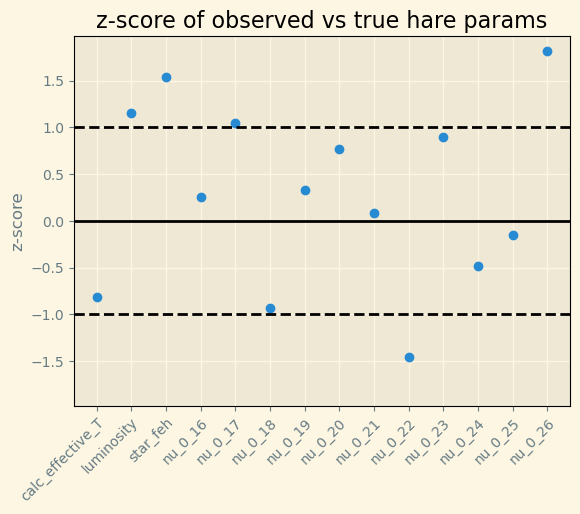 z-score of observed vs true hare params
z-score
1.5
1.0
0.5
0.0
−0.5
−1.0
−1.5
calc_effective_T
luminosity
star_feh
nu_0_16
nu_0_17
nu_0_18
nu_0_19
nu_0_20
nu_0_21
nu_0_22
nu_0_23
nu_0_24
nu_0_25
nu_0_26